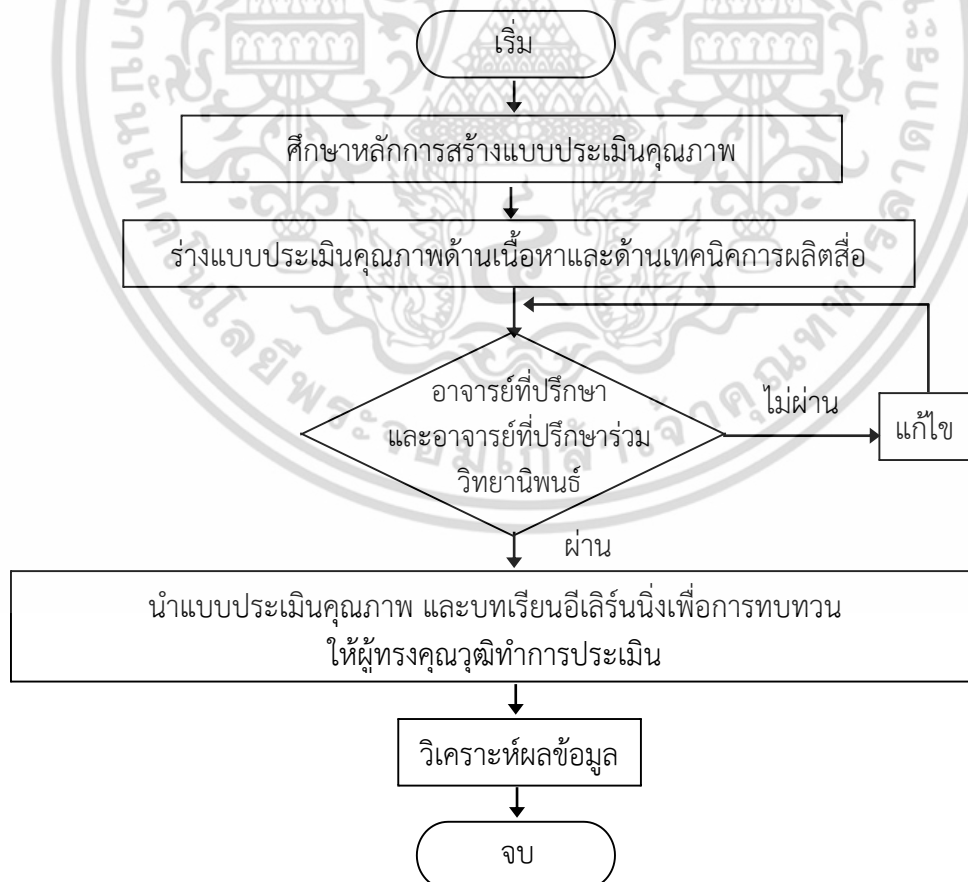 เริ่ม
ศึกษาหลักการสร้างแบบประเมินคุณภาพ
ร่างแบบประเมินคุณภาพด้านเนื้อหาและด้านเทคนิคการผลิตสื่อ
อาจารย์ที่ปรึกษา
และอาจารย์ที่ปรึกษาร่วม
วิทยานิพนธ์
ไม่ผ่าน
แก้ไข
ผ่าน
นำแบบประเมินคุณภาพ และบทเรียนอีเลิร์นนิ่งเพื่อการทบทวน
ให้ผู้ทรงคุณวุฒิทำการประเมิน
วิเคราะห์ผลข้อมูล
จบ